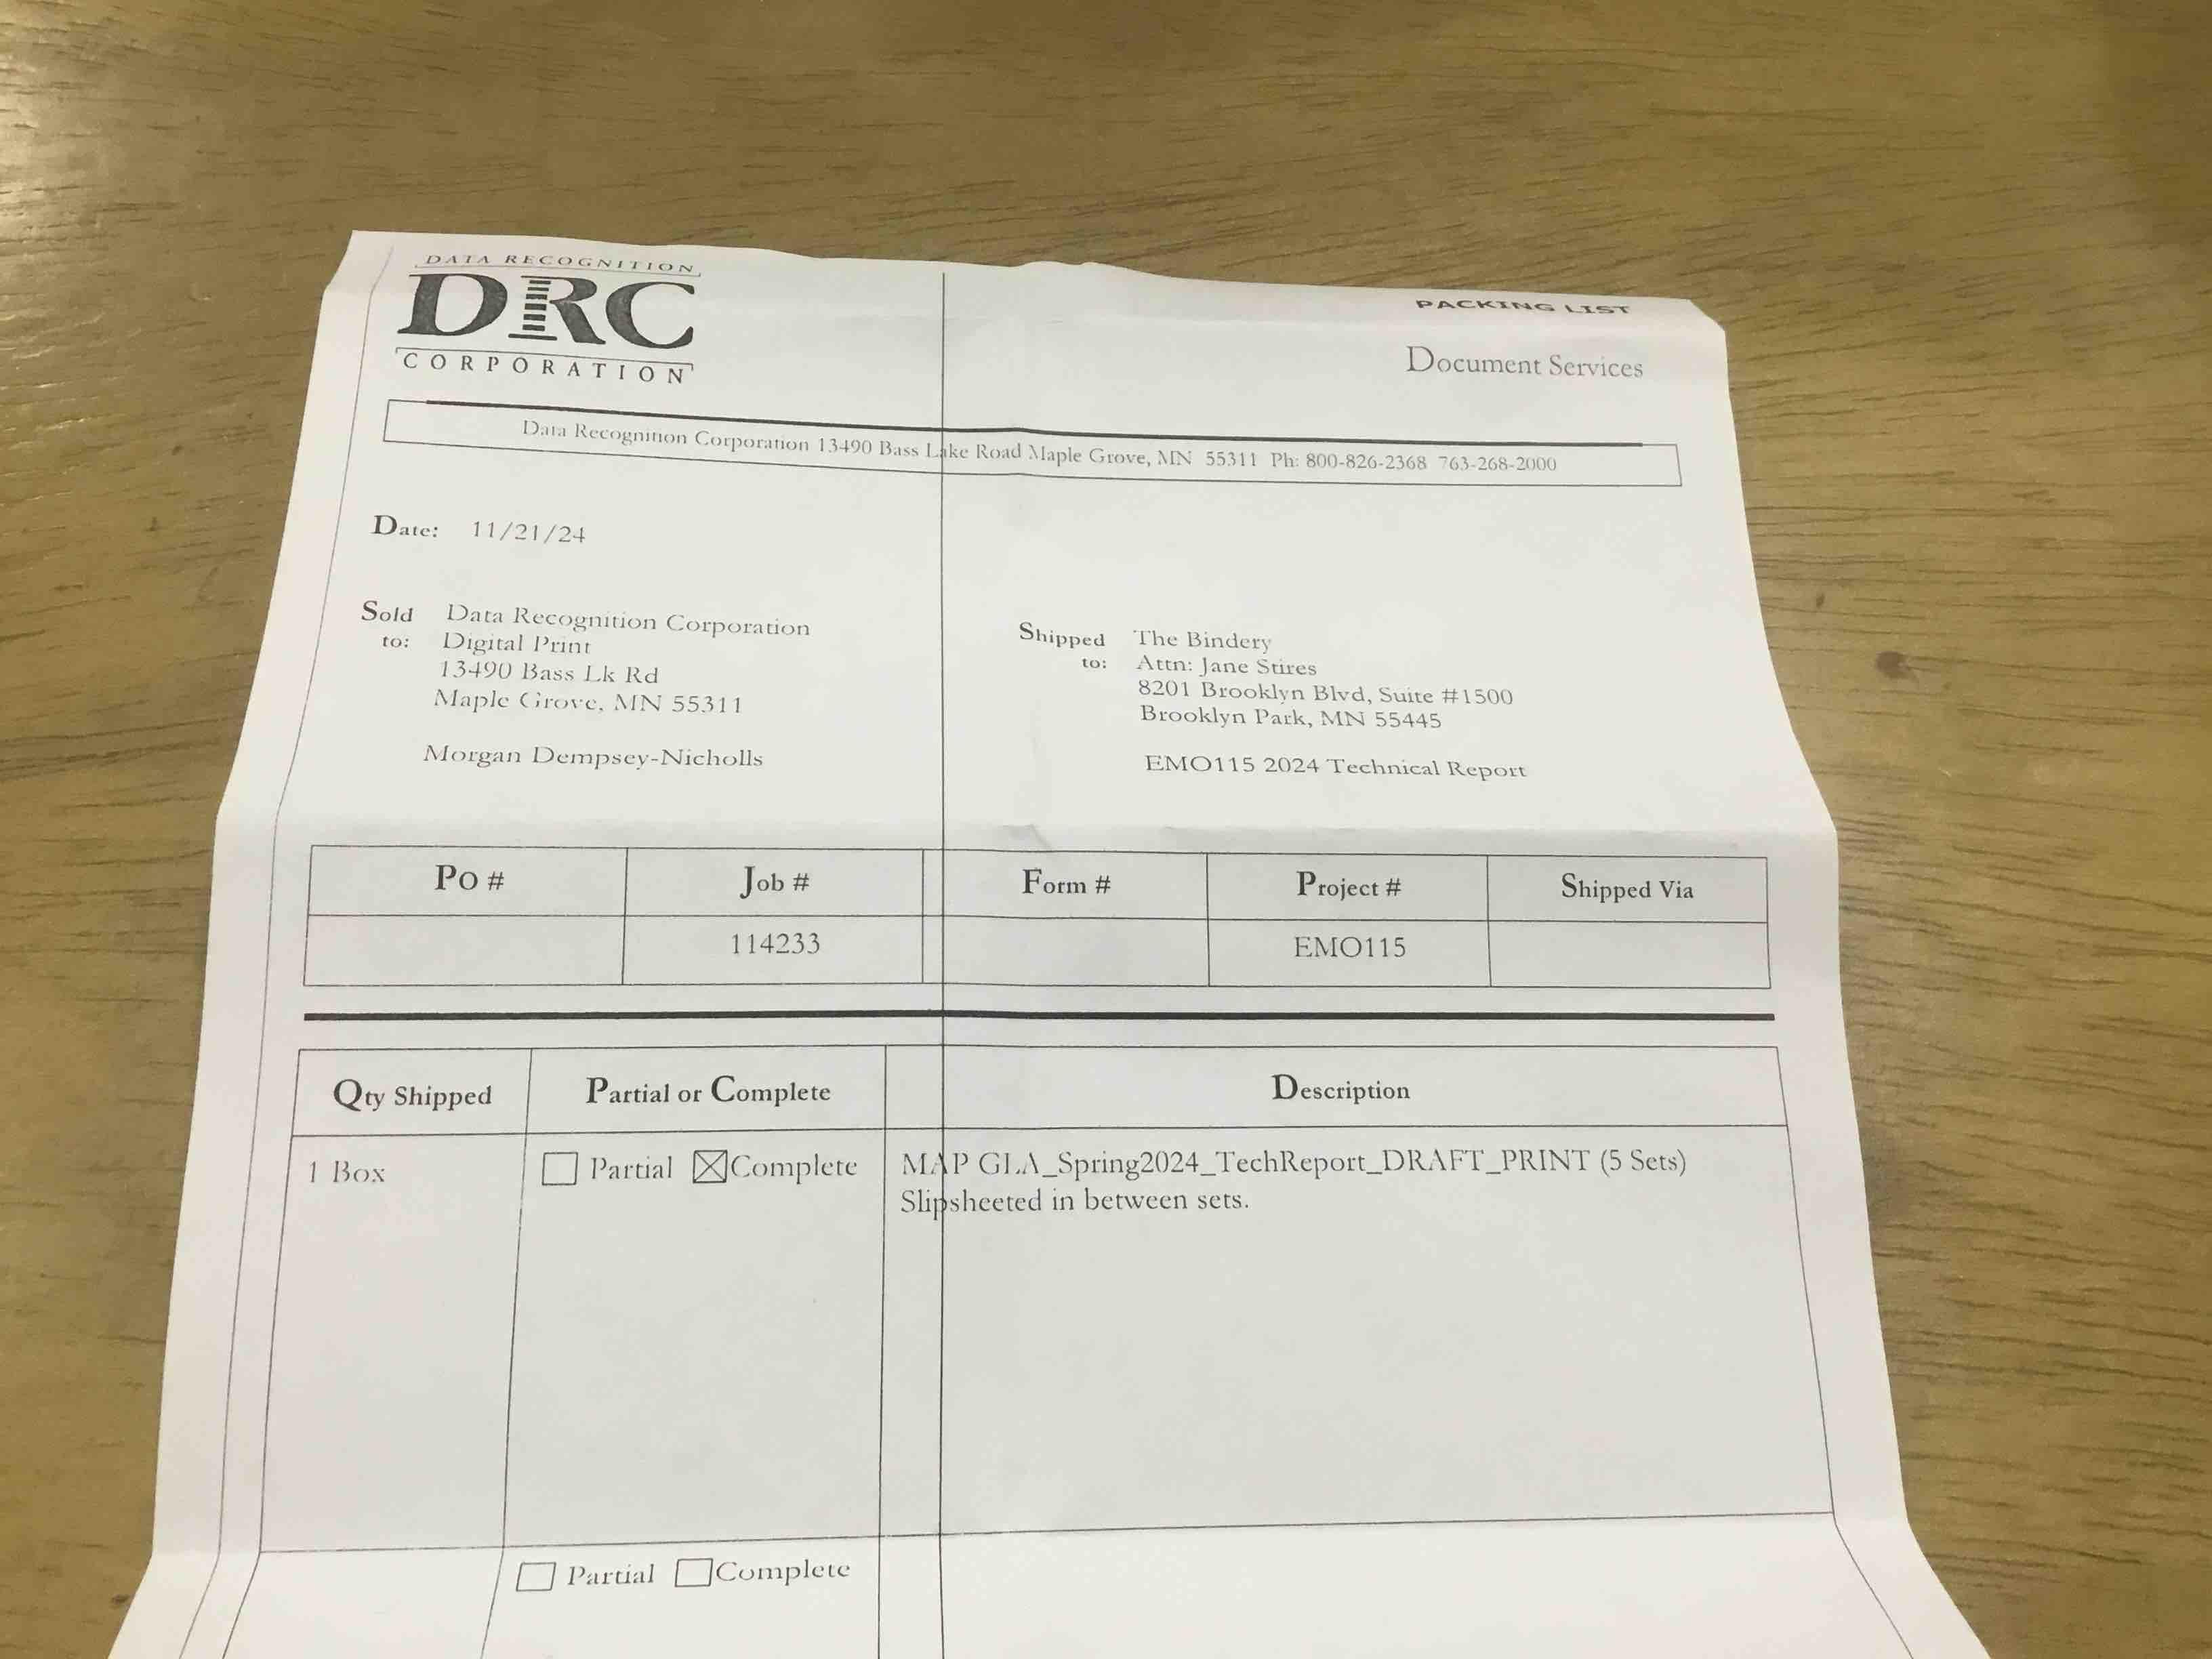 DATA RECOGNITION
DRC
CORPORATION
PACKING LIST
Document Services
Data Recognition Corporation 13490 Bass Lake Road Maple Grove, MN 55311 Ph: 800-826-2368 763-268-2000
Date: 11/21/24
Sold to: Data Recognition Corporation
Digital Print
13490 Bass Lk Rd
Maple Grove, MN 55311
Morgan Dempsey-Nicholls
Shipped to: The Bindery
Attn: Jane Stires
8201 Brooklyn Blvd, Suite #1500
Brooklyn Park, MN 55445
EMO115 2024 Technical Report
PO # Job # Form # Project # Shipped Via
114233 EMO115
Qty Shipped Partial or Complete Description
1 Box Partial Complete MAP GLA_Spring2024_TechReport_DRAFT_PRINT (5 Sets)
Slipsheeted in between sets.
Partial Complete